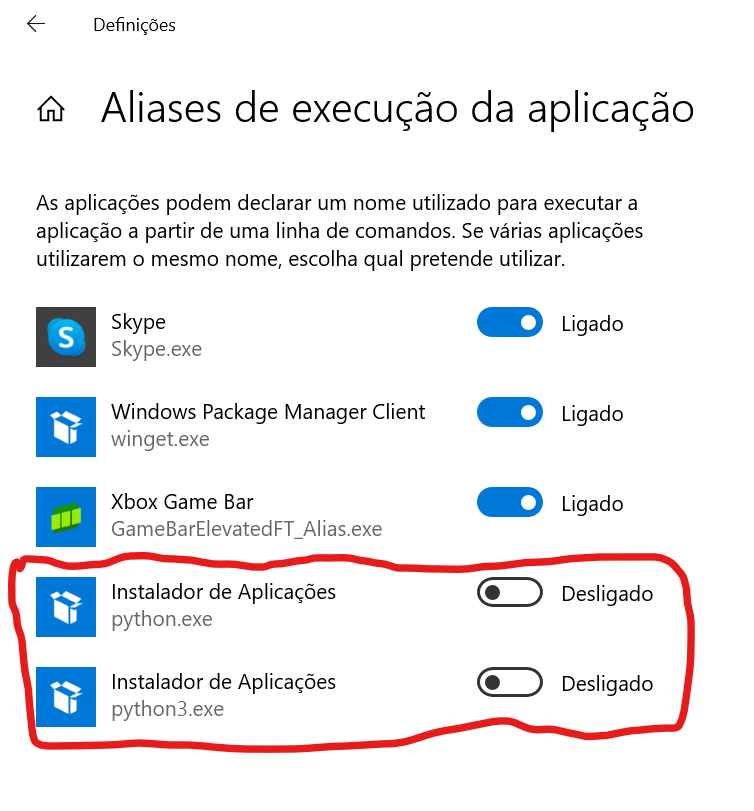 Definições
Aliases de execução da aplicação
As aplicações podem declarar um nome utilizado para executar a
aplicação a partir de uma linha de comandos. Se várias aplicações
utilizarem o mesmo nome, escolha qual pretende utilizar.
Skype
Skype.exe
Ligado
Windows Package Manager Client
winget.exe
Ligado
Xbox Game Bar
GameBarElevatedFT_Alias.exe
Ligado
Instalador de Aplicações
python.exe
Desligado
Instalador de Aplicações
python3.exe
Desligado